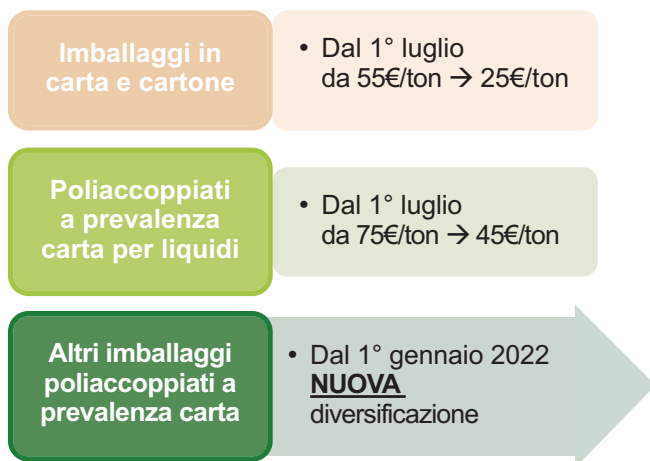 Imballaggi in
carta e cartone
• Dal 1° luglio
da 55€/ton → 25€/ton
Poliaccoppiati
a prevalenza
carta per liquidi
• Dal 1° luglio
da 75€/ton → 45€/ton
Altri imballaggi
poliaccoppiati a
prevalenza carta
• Dal 1° gennaio 2022
NUOVA
diversificazione